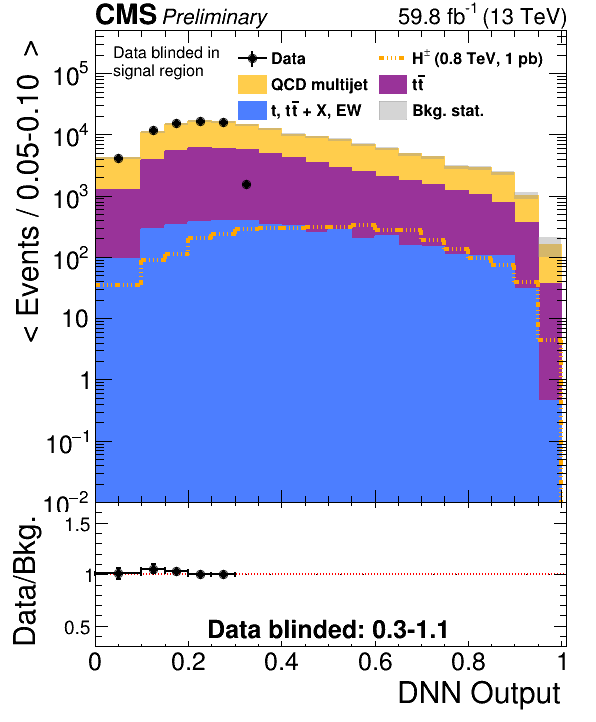 CMS Preliminary 59.8 fb⁻¹ (13 TeV)
< Events / 0.05-0.10 >
Data blinded in
signal region
Data
H± (0.8 TeV, 1 pb)
QCD multijet
tt̅
t, tt̅ + X, EW
Bkg. stat.
10⁵
10⁴
10³
10²
10
1
10⁻¹
10⁻²
Data/Bkg.
1.5
1
0.5
Data blinded: 0.3-1.1
0 0.2 0.4 0.6 0.8 1
DNN Output